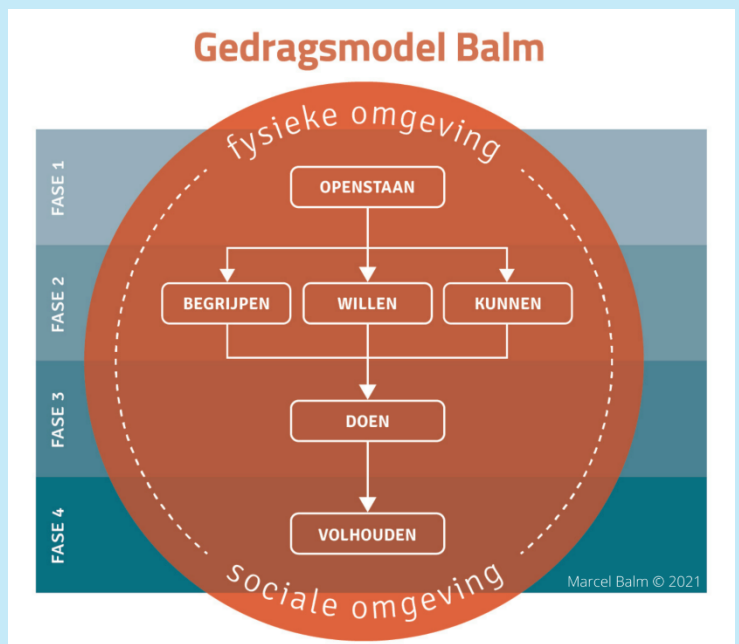 Gedragsmodel Balm
fysieke omgeving
FASE 1
OPENSTAAN
FASE 2
BEGRIJPEN
WILLEN
KUNNEN
FASE 3
DOEN
FASE 4
VOLHOUDEN
sociale omgeving
Marcel Balm © 2021